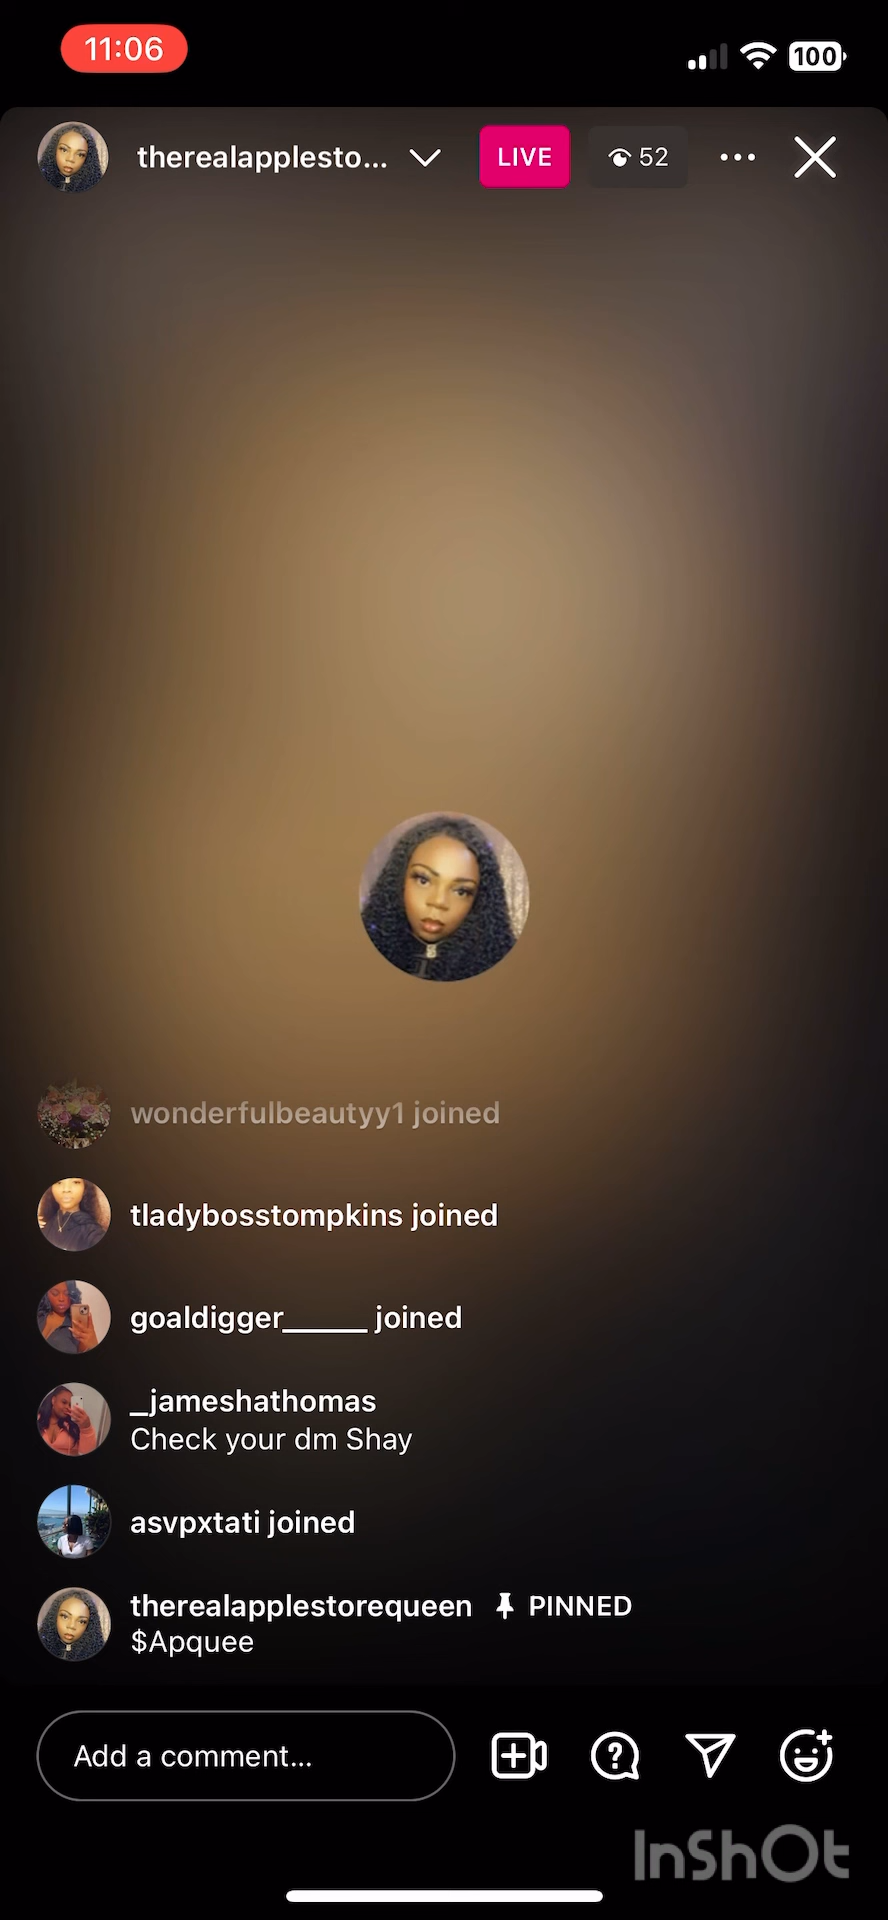 11:06
100
therealapplesto...
LIVE
52
wonderfulbeautyy1 joined
tladybosstompkins joined
goaldigger______ joined
_jameshathomas
Check your dm Shay
asvpxtati joined
therealapplestorequeen PINNED
$Apquee
Add a comment...
InShOt